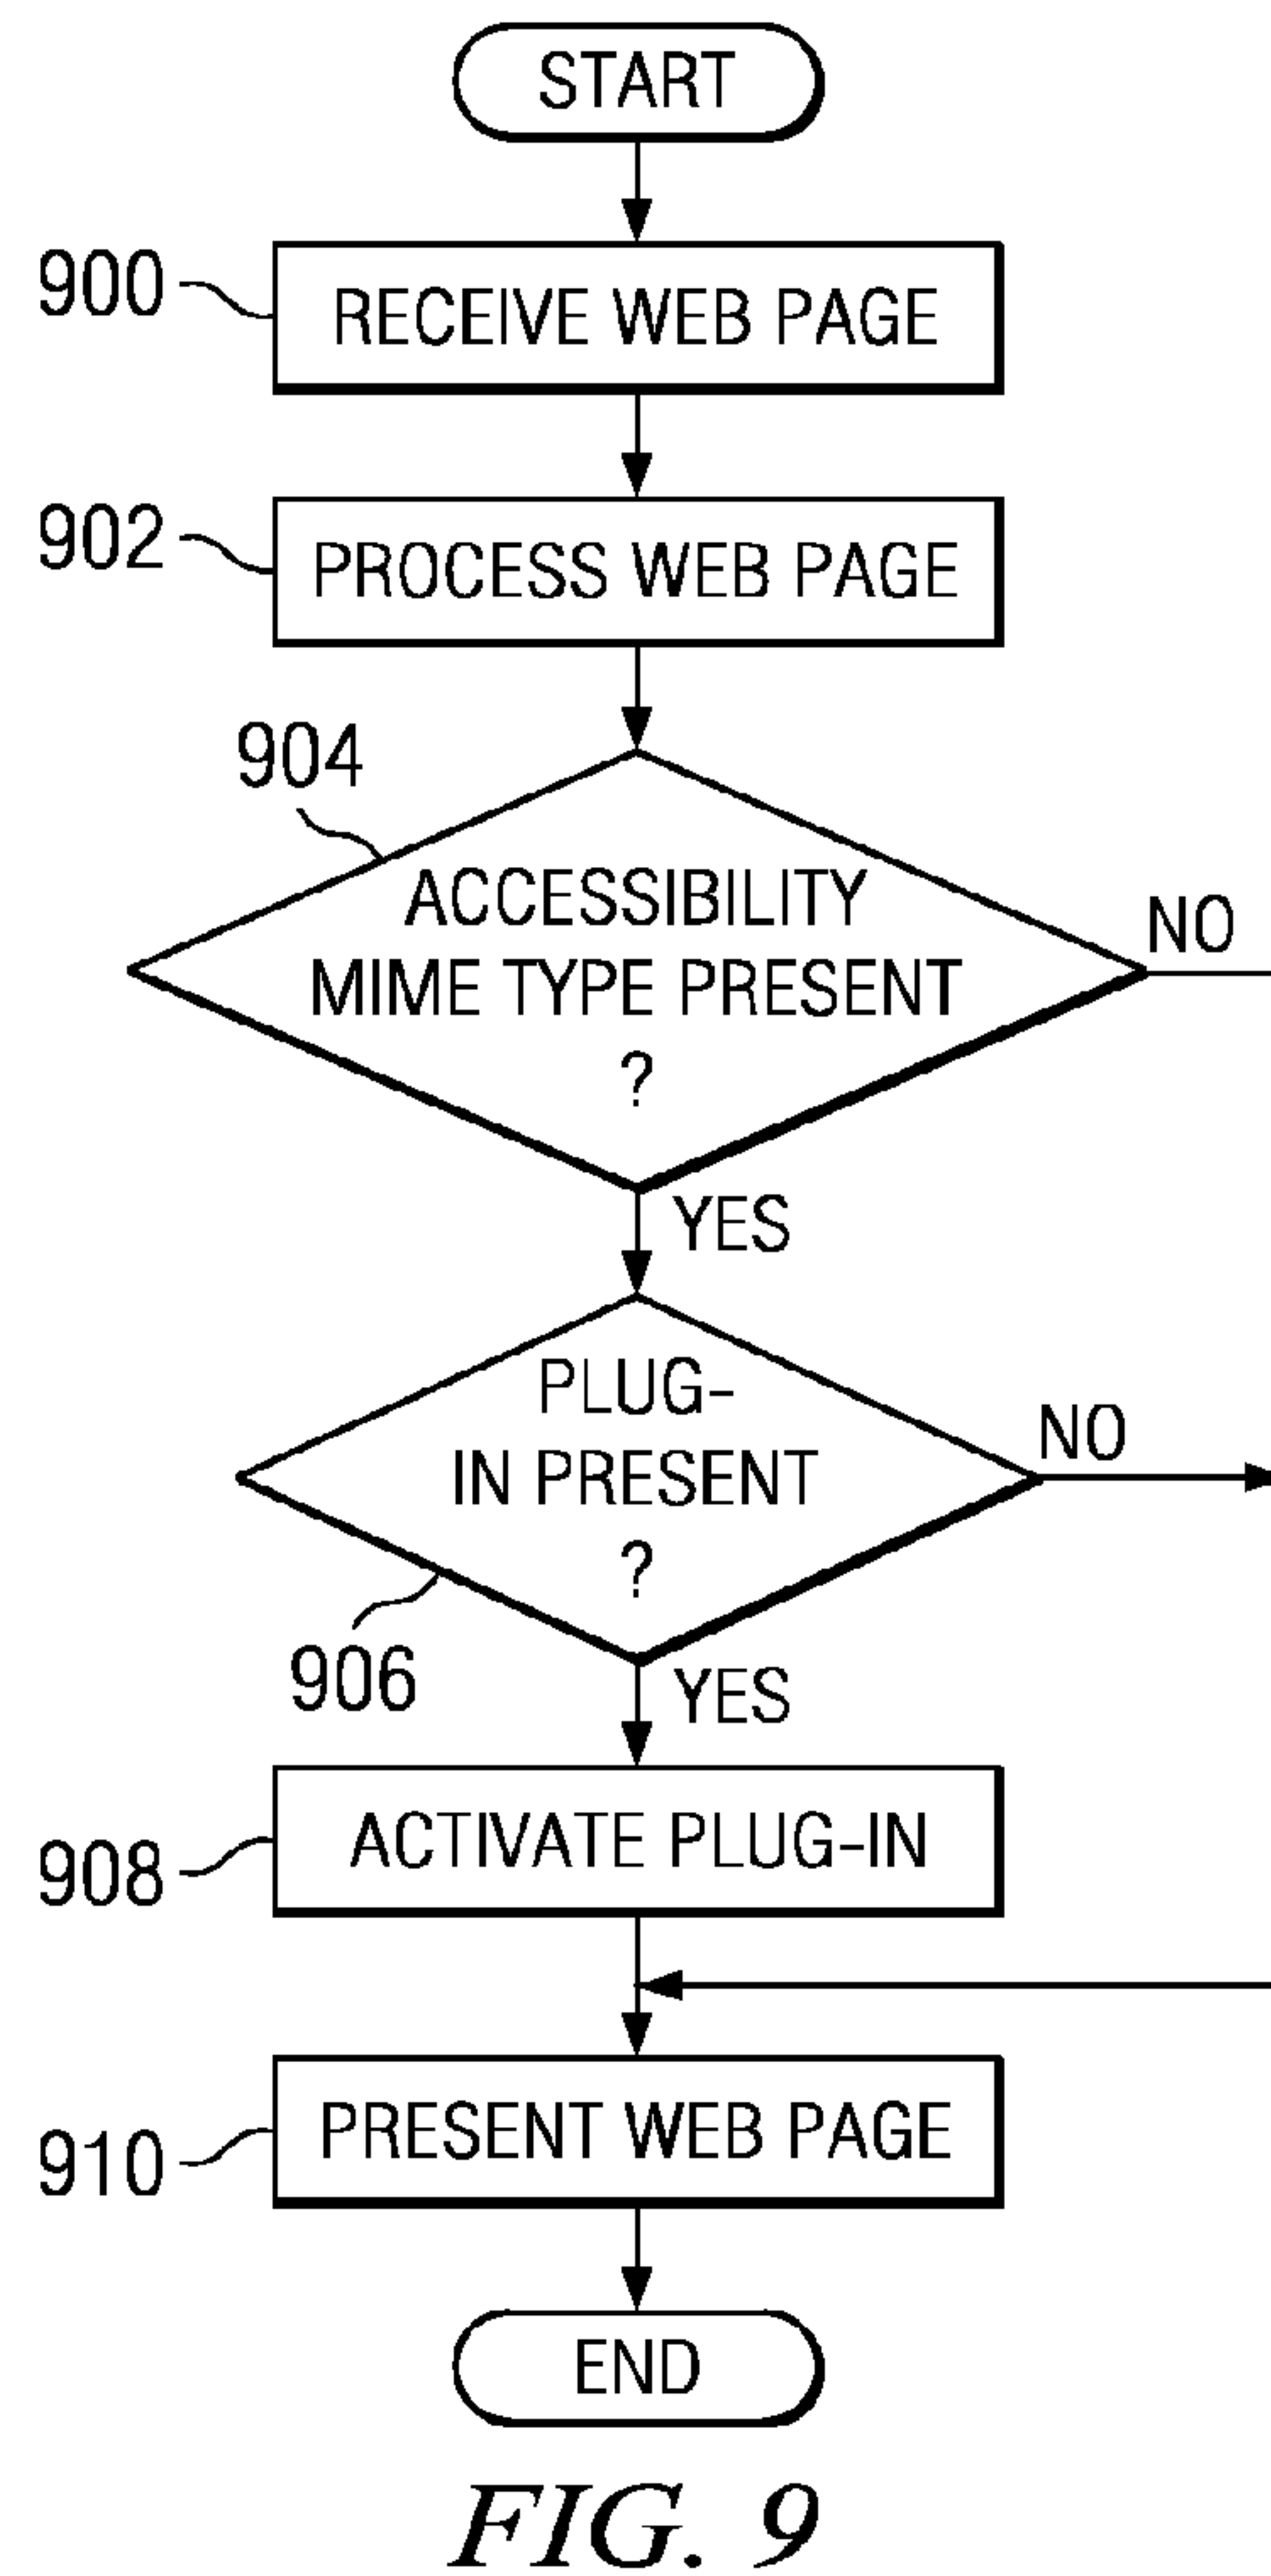 START
900
RECEIVE WEB PAGE
902
PROCESS WEB PAGE
904
ACCESSIBILITY
MIME TYPE PRESENT
?
NO
YES
PLUG-
IN PRESENT
?
NO
906
YES
908
ACTIVATE PLUG-IN
910
PRESENT WEB PAGE
END
FIG. 9